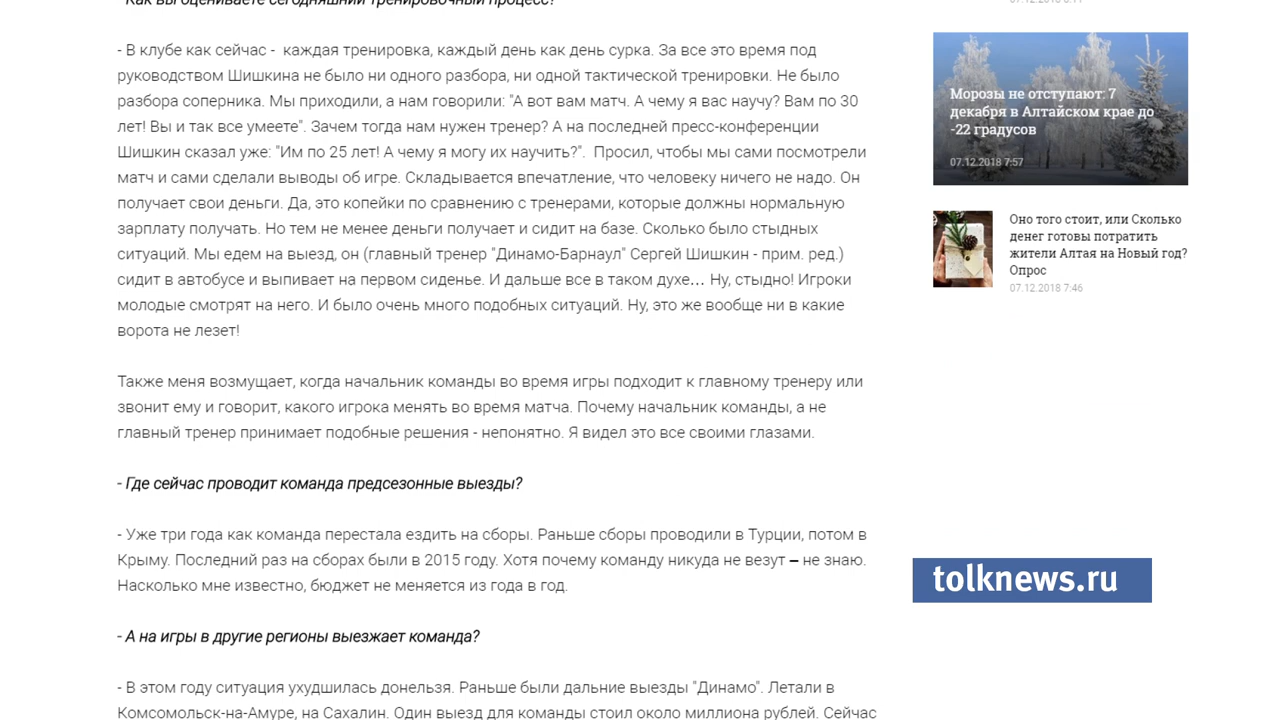 - Как вы оцениваете сегодняшний тренировочный процесс?
- В клубе как сейчас - каждая тренировка, каждый день как день сурка. За все это время под
руководством Шишкина не было ни одного разбора, ни одной тактической тренировки. Не было
разбора соперника. Мы приходили, а нам говорили: "А вот вам матч. А чему я вас научу? Вам по 30
лет! Вы и так все умеете". Зачем тогда нам нужен тренер? А на последней пресс-конференции
Шишкин сказал уже: "Им по 25 лет! А чему я могу их научить?". Просил, чтобы мы сами посмотрели
матч и сами сделали выводы об игре. Складывается впечатление, что человеку ничего не надо. Он
получает свои деньги. Да, это копейки по сравнению с тренерами, которые должны нормальную
зарплату получать. Но тем не менее деньги получает и сидит на базе. Сколько было стыдных
ситуаций. Мы едем на выезд, он (главный тренер "Динамо-Барнаул" Сергей Шишкин - прим. ред.)
сидит в автобусе и выпивает на первом сиденье. И дальше все в таком духе… Ну, стыдно! Игроки
молодые смотрят на него. И было очень много подобных ситуаций. Ну, это же вообще ни в какие
ворота не лезет!
Также меня возмущает, когда начальник команды во время игры подходит к главному тренеру или
звонит ему и говорит, какого игрока менять во время матча. Почему начальник команды, а не
главный тренер принимает подобные решения - непонятно. Я видел это все своими глазами.
- Где сейчас проводит команда предсезонные выезды?
- Уже три года как команда перестала ездить на сборы. Раньше сборы проводили в Турции, потом в
Крыму. Последний раз на сборах были в 2015 году. Хотя почему команду никуда не везут – не знаю.
Насколько мне известно, бюджет не меняется из года в год.
- А на игры в другие регионы выезжает команда?
- В этом году ситуация ухудшилась донельзя. Раньше были дальние выезды "Динамо". Летали в
Комсомольск-на-Амуре, на Сахалин. Один выезд для команды стоил около миллиона рублей. Сейчас
Морозы не отступают: 7
декабря в Алтайском крае до
-22 градусов
07.12.2018 7:57
Оно того стоит, или Сколько
денег готовы потратить
жители Алтая на Новый год?
Опрос
07.12.2018 7:46
tolknews.ru